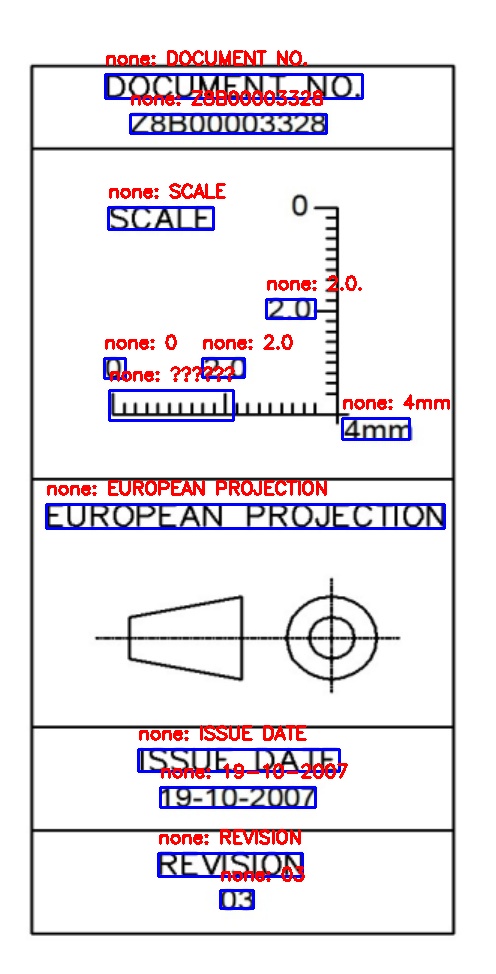 none: DOCUMENT NO.
DOCUMENT NO.
none: Z8B00003328
Z8B00003328
none: SCALE
SCALE
0
none: 2.0.
2.0
none: 0 none: 2.0
0 2.0
none: ??????
none: 4mm
4mm
none: EUROPEAN PROJECTION
EUROPEAN PROJECTION
none: ISSUE DATE
ISSUE DATE
none: 19-10-2007
19-10-2007
none: REVISION
REVISION
none: 03
03